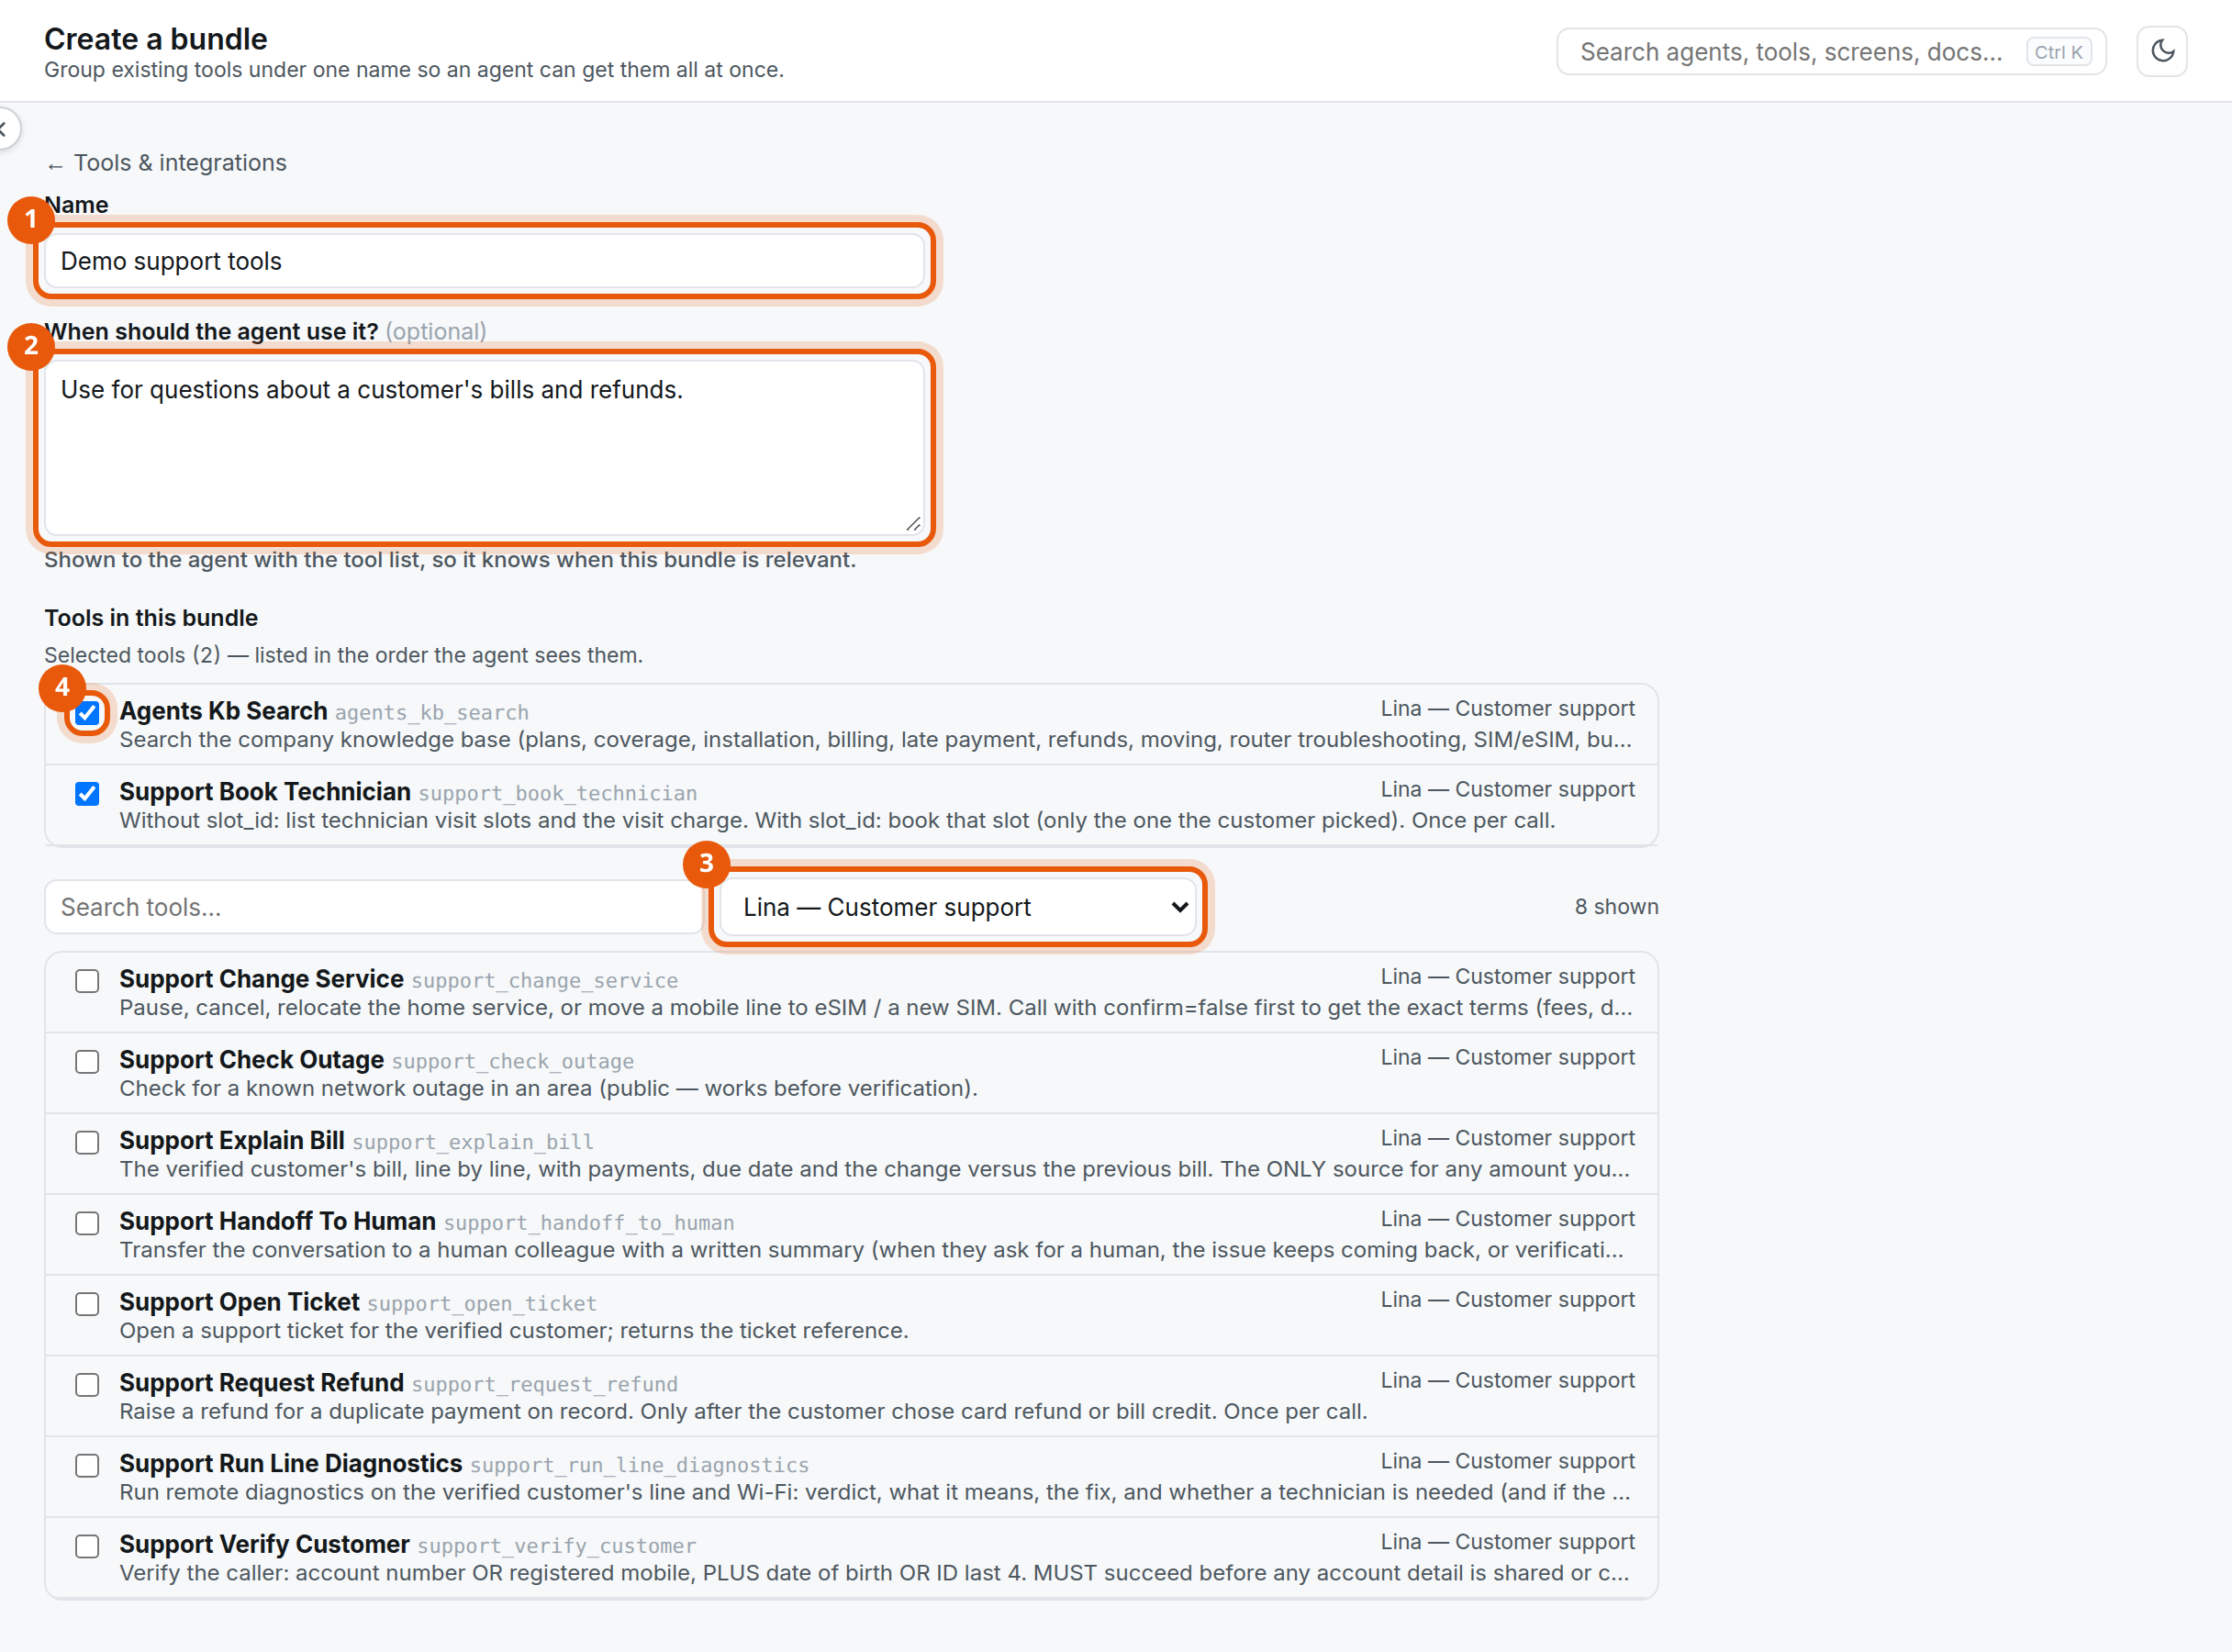 Create a bundle
Group existing tools under one name so an agent can get them all at once.
Search agents, tools, screens, docs... Ctrl K
← Tools & integrations
1
Name
Demo support tools
2
When should the agent use it? (optional)
Use for questions about a customer's bills and refunds.
Shown to the agent with the tool list, so it knows when this bundle is relevant.
Tools in this bundle
Selected tools (2) — listed in the order the agent sees them.
4
Agents Kb Search agents_kb_search Lina — Customer support
Search the company knowledge base (plans, coverage, installation, billing, late payment, refunds, moving, router troubleshooting, SIM/eSIM, bu...
Support Book Technician support_book_technician Lina — Customer support
Without slot_id: list technician visit slots and the visit charge. With slot_id: book that slot (only the one the customer picked). Once per call.
3
Search tools... Lina — Customer support 8 shown
Support Change Service support_change_service Lina — Customer support
Pause, cancel, relocate the home service, or move a mobile line to eSIM / a new SIM. Call with confirm=false first to get the exact terms (fees, d...
Support Check Outage support_check_outage Lina — Customer support
Check for a known network outage in an area (public — works before verification).
Support Explain Bill support_explain_bill Lina — Customer support
The verified customer's bill, line by line, with payments, due date and the change versus the previous bill. The ONLY source for any amount you...
Support Handoff To Human support_handoff_to_human Lina — Customer support
Transfer the conversation to a human colleague with a written summary (when they ask for a human, the issue keeps coming back, or verificati...
Support Open Ticket support_open_ticket Lina — Customer support
Open a support ticket for the verified customer; returns the ticket reference.
Support Request Refund support_request_refund Lina — Customer support
Raise a refund for a duplicate payment on record. Only after the customer chose card refund or bill credit. Once per call.
Support Run Line Diagnostics support_run_line_diagnostics Lina — Customer support
Run remote diagnostics on the verified customer's line and Wi-Fi: verdict, what it means, the fix, and whether a technician is needed (and if the ...
Support Verify Customer support_verify_customer Lina — Customer support
Verify the caller: account number OR registered mobile, PLUS date of birth OR ID last 4. MUST succeed before any account detail is shared or c...